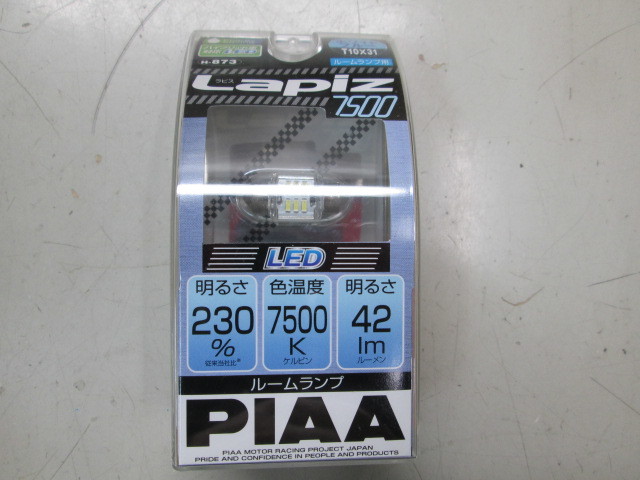 T10X31
H-873
ルームランプ用
Lapiz
ラピス
7500
LED
明るさ
230
%
従来当社比※
色温度
7500
K
ケルビン
明るさ
42
lm
ルーメン
ルームランプ
PIAA
PIAA MOTOR RACING PROJECT JAPAN
PRIDE AND CONFIDENCE IN PEOPLE AND PRODUCTS